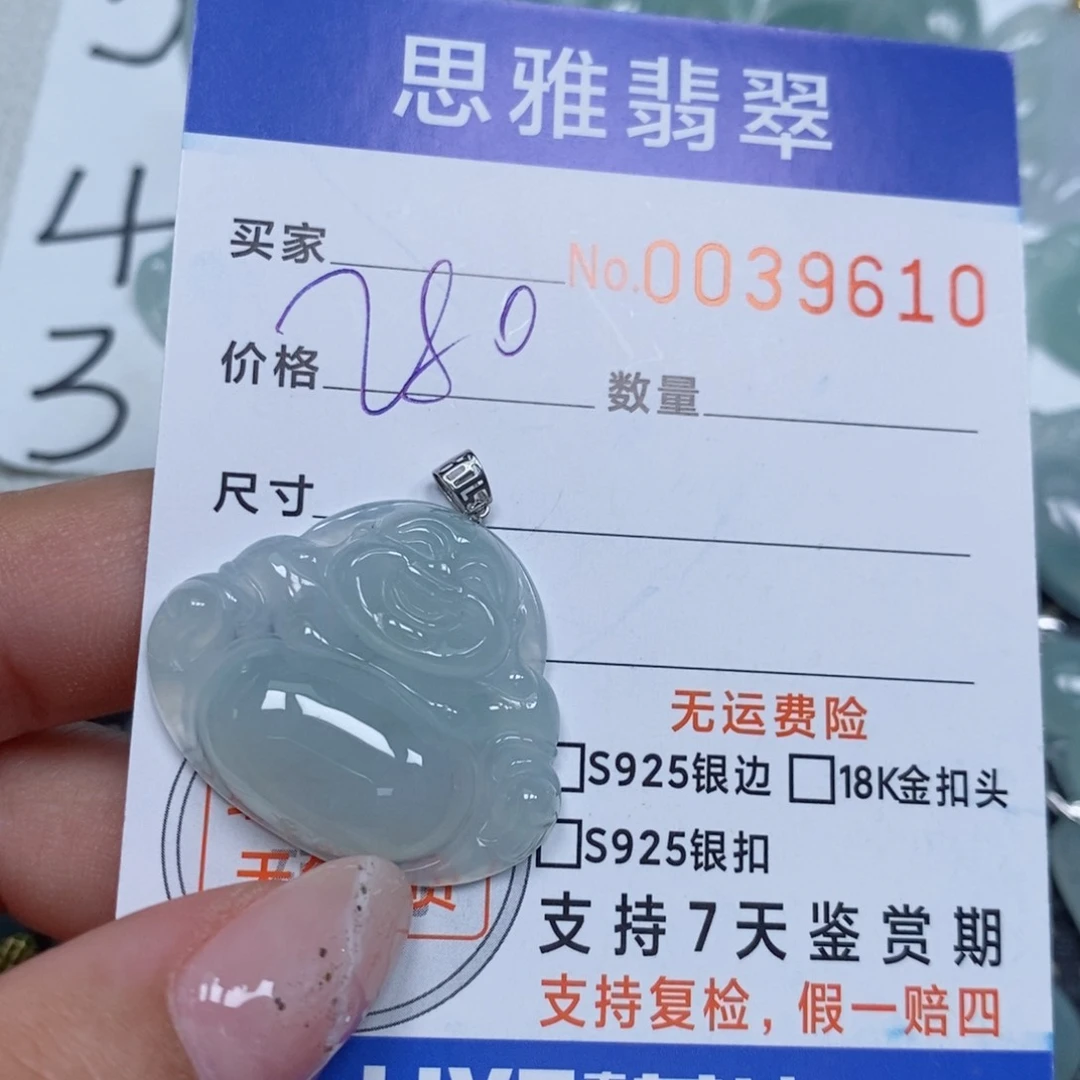 思雅翡翠
买家 No.0039610
价格 280 数量
尺寸
无运费险
□S925银边 □18K金扣头
□S925银扣
支持7天鉴赏期
支持复检，假一赔四
4
3